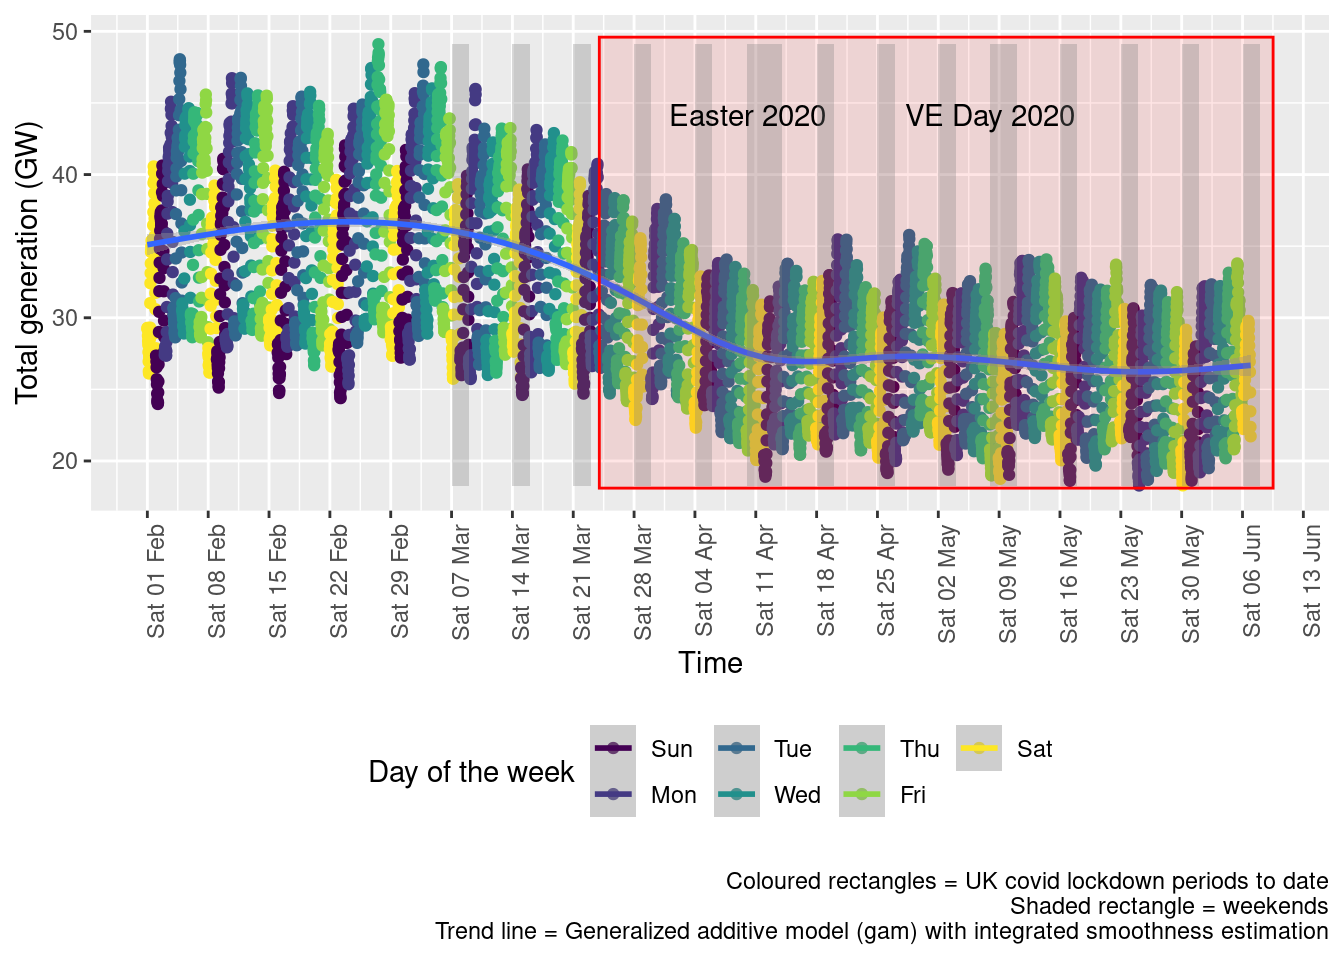 50
40
30
20
Total generation (GW)
Easter 2020
VE Day 2020
Sat 01 Feb
Sat 08 Feb
Sat 15 Feb
Sat 22 Feb
Sat 29 Feb
Sat 07 Mar
Sat 14 Mar
Sat 21 Mar
Sat 28 Mar
Sat 04 Apr
Sat 11 Apr
Sat 18 Apr
Sat 25 Apr
Sat 02 May
Sat 09 May
Sat 16 May
Sat 23 May
Sat 30 May
Sat 06 Jun
Sat 13 Jun
Time
Day of the week
Sun Tue Thu Sat
Mon Wed Fri
Coloured rectangles = UK covid lockdown periods to date
Shaded rectangle = weekends
Trend line = Generalized additive model (gam) with integrated smoothness estimation